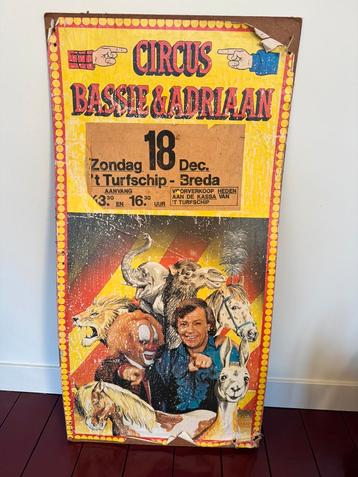 CIRCUS
BASSIE & ADRIAAN
Zondag 18 Dec.
't Turfschip - Breda
AANVANG
13.30 EN 16.30 UUR
VOORVERKOOP HEDEN
AAN DE KASSA VAN
'T TURFSCHIP